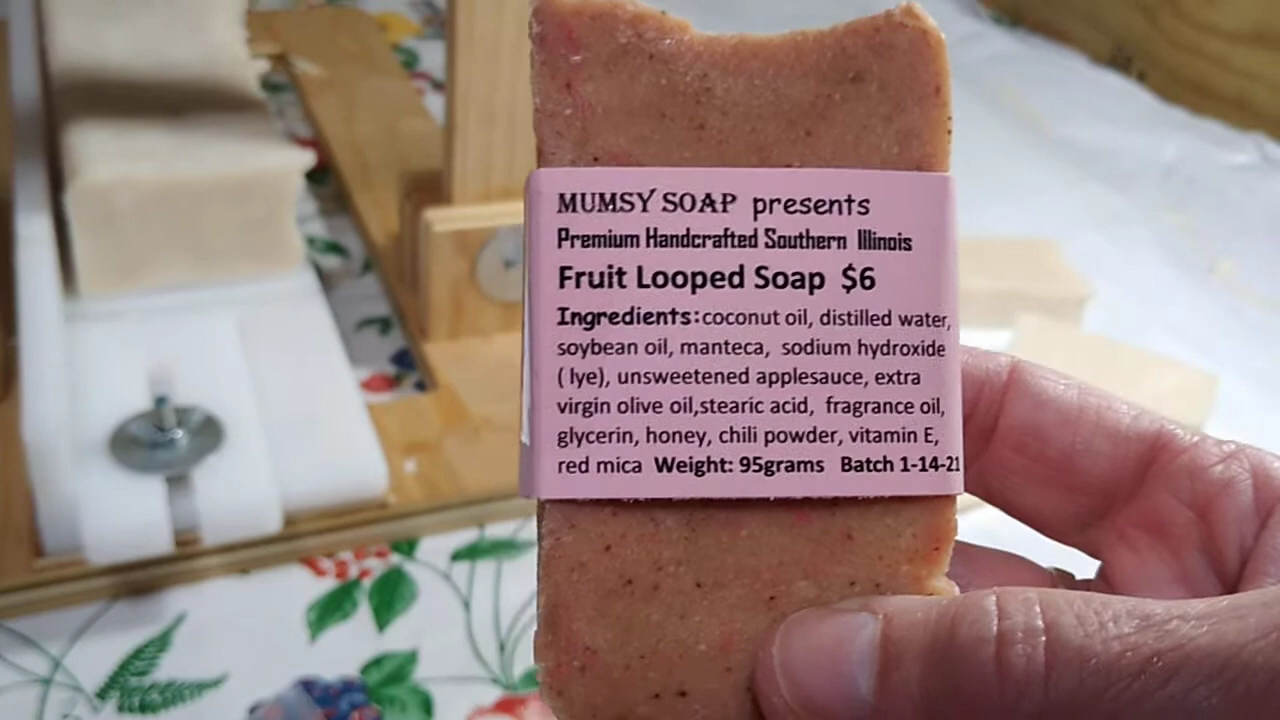 MUMSY SOAP presents
Premium Handcrafted Southern Illinois
Fruit Looped Soap $6
Ingredients: coconut oil, distilled water,
soybean oil, manteca, sodium hydroxide
( lye), unsweetened applesauce, extra
virgin olive oil,stearic acid, fragrance oil,
glycerin, honey, chili powder, vitamin E,
red mica Weight: 95grams Batch 1-14-21